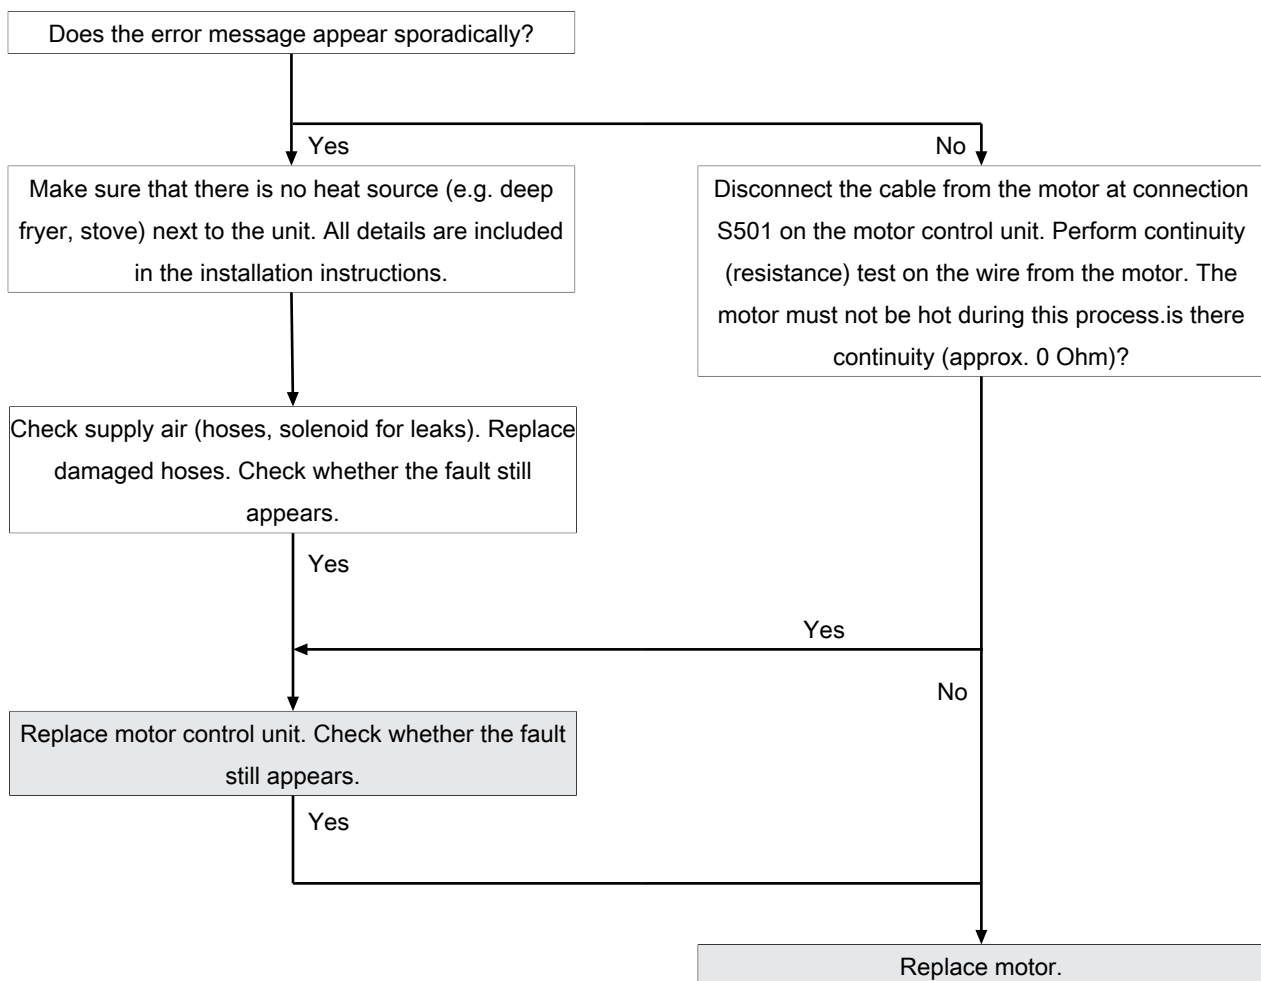 Does the error message appear sporadically?
Yes
No
Make sure that there is no heat source (e.g. deep
fryer, stove) next to the unit. All details are included
in the installation instructions.
Disconnect the cable from the motor at connection
S501 on the motor control unit. Perform continuity
(resistance) test on the wire from the motor. The
motor must not be hot during this process.is there
continuity (approx. 0 Ohm)?
Check supply air (hoses, solenoid for leaks). Replace
damaged hoses. Check whether the fault still
appears.
Yes
Yes
No
Replace motor control unit. Check whether the fault
still appears.
Yes
Replace motor.